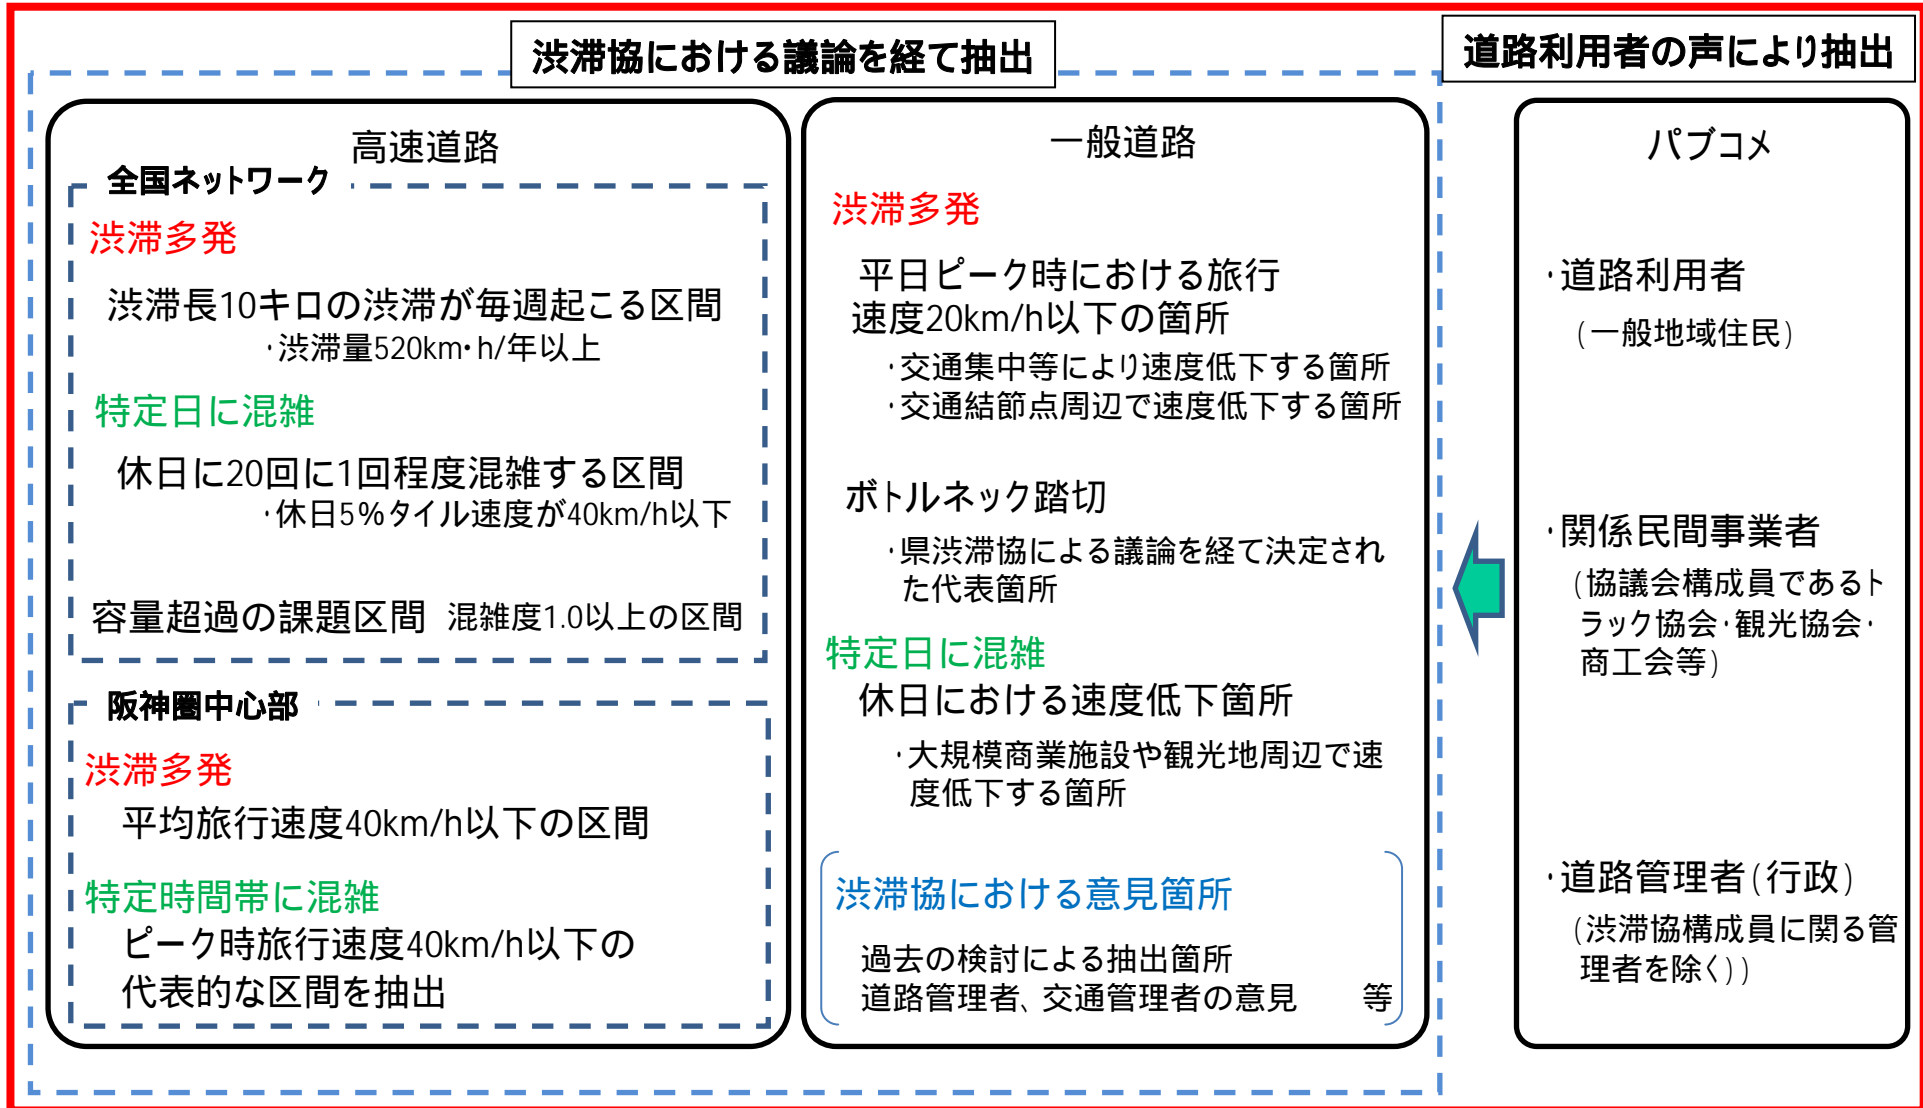 渋滞協における議論を経て抽出
道路利用者の声により抽出
高速道路
全国ネットワーク
渋滞多発
渋滞長10キロの渋滞が毎週起こる区間
・渋滞量520km・h/年以上
特定日に混雑
休日に20回に1回程度混雑する区間
・休日5%タイル速度が40km/h以下
容量超過の課題区間 混雑度1.0以上の区間
阪神圏中心部
渋滞多発
平均旅行速度40km/h以下の区間
特定時間帯に混雑
ピーク時旅行速度40km/h以下の
代表的な区間を抽出
一般道路
渋滞多発
平日ピーク時における旅行
速度20km/h以下の箇所
・交通集中等により速度低下する箇所
・交通結節点周辺で速度低下する箇所
ボトルネック踏切
・県渋滞協による議論を経て決定され
た代表箇所
特定日に混雑
休日における速度低下箇所
・大規模商業施設や観光地周辺で速
度低下する箇所
渋滞協における意見箇所
過去の検討による抽出箇所
道路管理者、交通管理者の意見 等
パブコメ
・道路利用者
(一般地域住民)
・関係民間事業者
(協議会構成員であるト
ラック協会・観光協会・
商工会等)
・道路管理者(行政)
(渋滞協構成員に関る管
理者を除く))